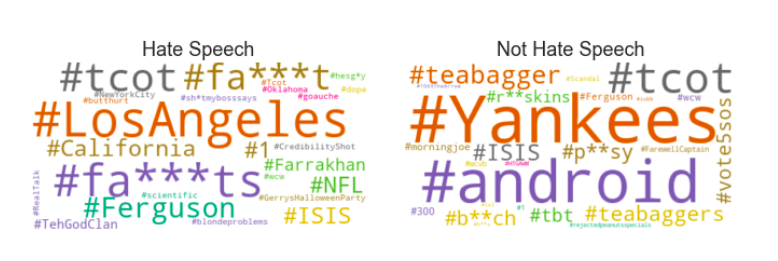 Hate Speech
#tcot #fa***t #hesg*y
#Tcot
#NewYorkCity #Oklahoma #dope
#butthurt #sh*tmybosssays #goauche
#LosAngeles
#California #1 #CredibilityShot
#Farrakhan
#fa***ts #wcw #NFL
#RealTalk
#scientific #GerrysHalloweenParty
#Ferguson #ISIS
#TehGodClan #blondeproblems
Not Hate Speech
#teabagger #Scandal #tcot
#r**skins #Ferguson #wcw
#Yankees
#vote5sos
#morningjoe #ISIS #p**sy #FarewellCaptain
#android
#300 #b**ch #tbt #teabaggers
#1
#rejectedpeanutsspecials